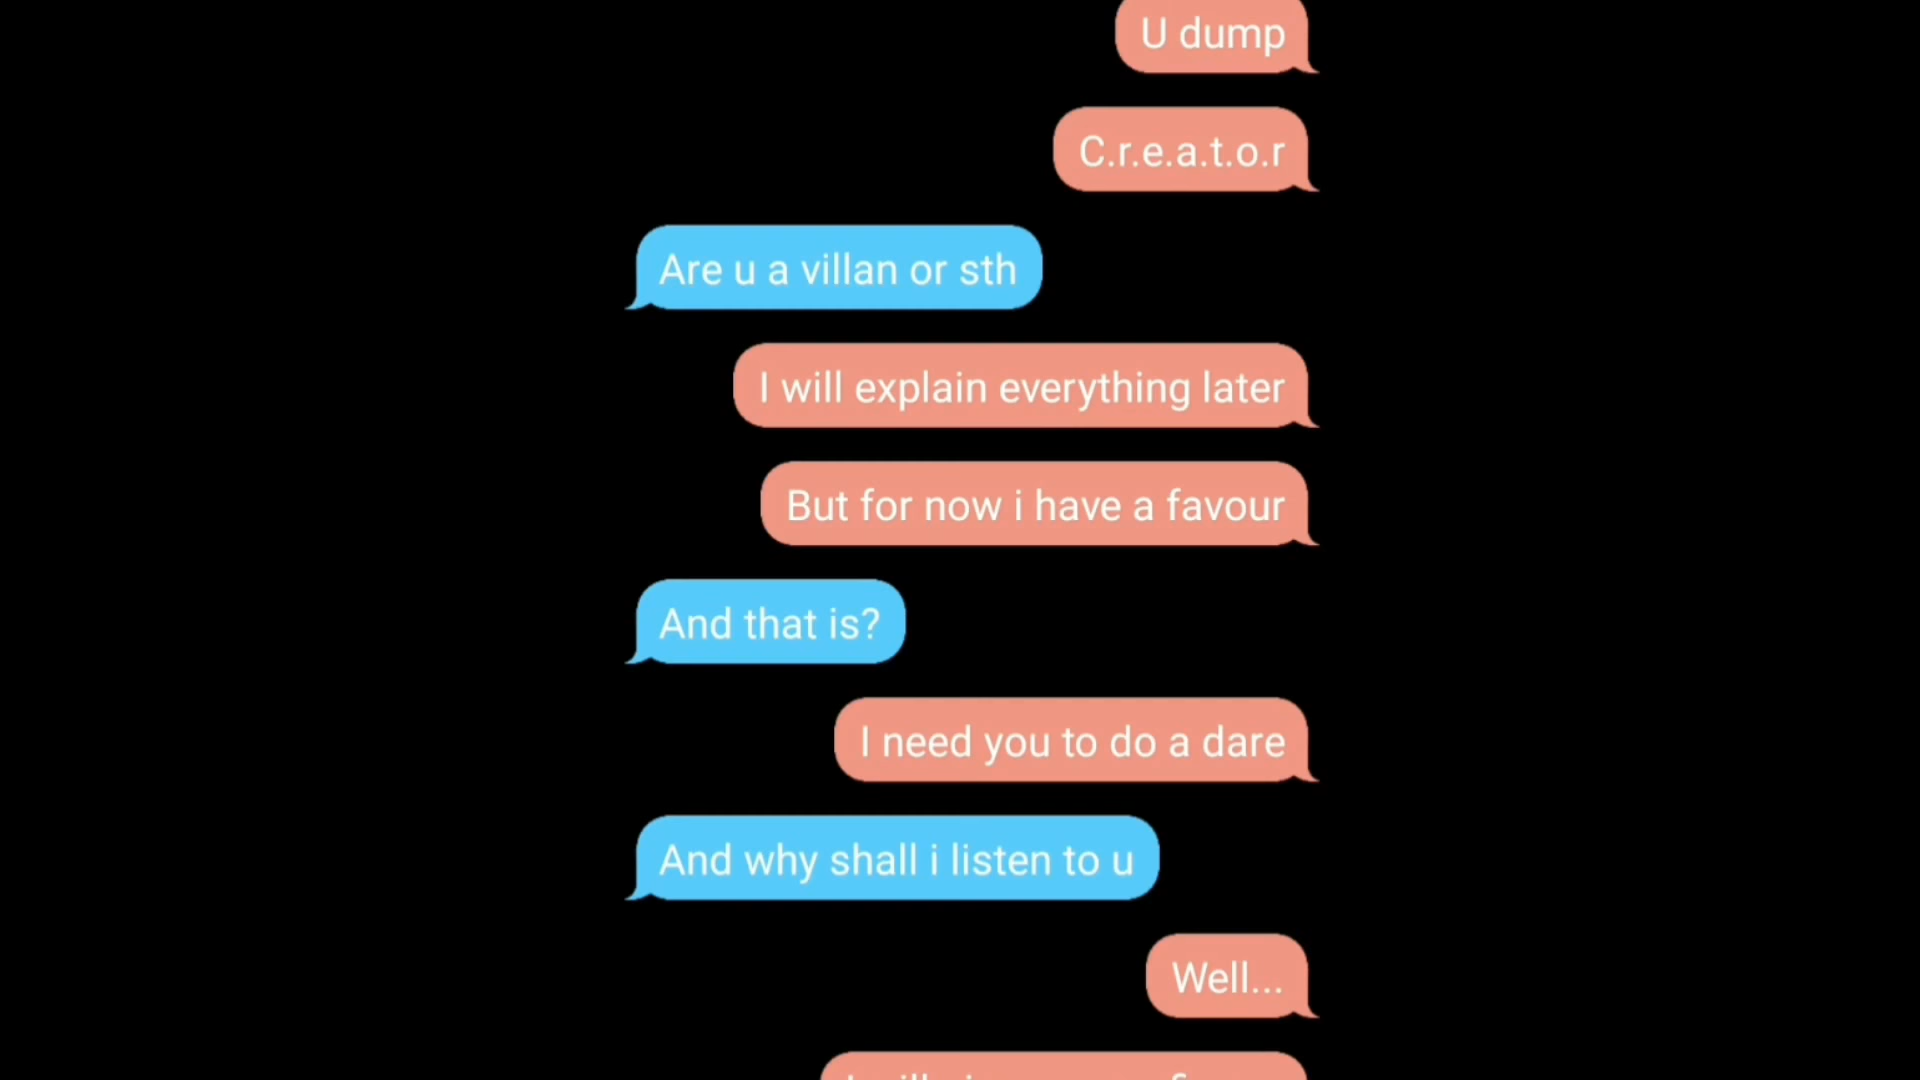 U dump
C.r.e.a.t.o.r
Are u a villan or sth
I will explain everything later
But for now i have a favour
And that is?
I need you to do a dare
And why shall i listen to u
Well...